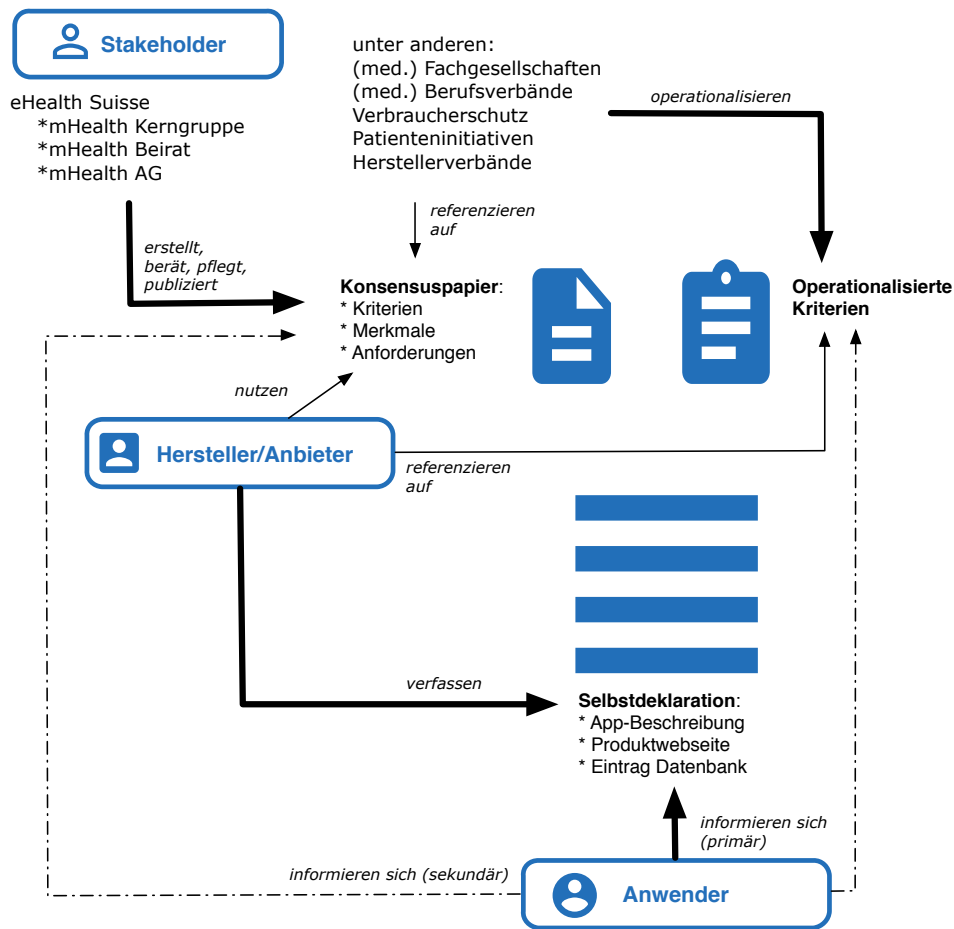 Stakeholder
eHealth Suisse
*mHealth Kerngruppe
*mHealth Beirat
*mHealth AG
unter anderen:
(med.) Fachgesellschaften
(med.) Berufsverbände
Verbraucherschutz
Patienteninitiativen
Herstellerverbände
operationalisieren
referenzieren
auf
erstellt,
berät, pflegt,
publiziert
Konsensuspapier:
* Kriterien
* Merkmale
* Anforderungen
Operationalisierte
Kriterien
nutzen
Hersteller/Anbieter
referenzieren
auf
verfassen
Selbstdeklaration:
* App-Beschreibung
* Produktwebseite
* Eintrag Datenbank
informieren sich
(primär)
informieren sich (sekundär)
Anwender